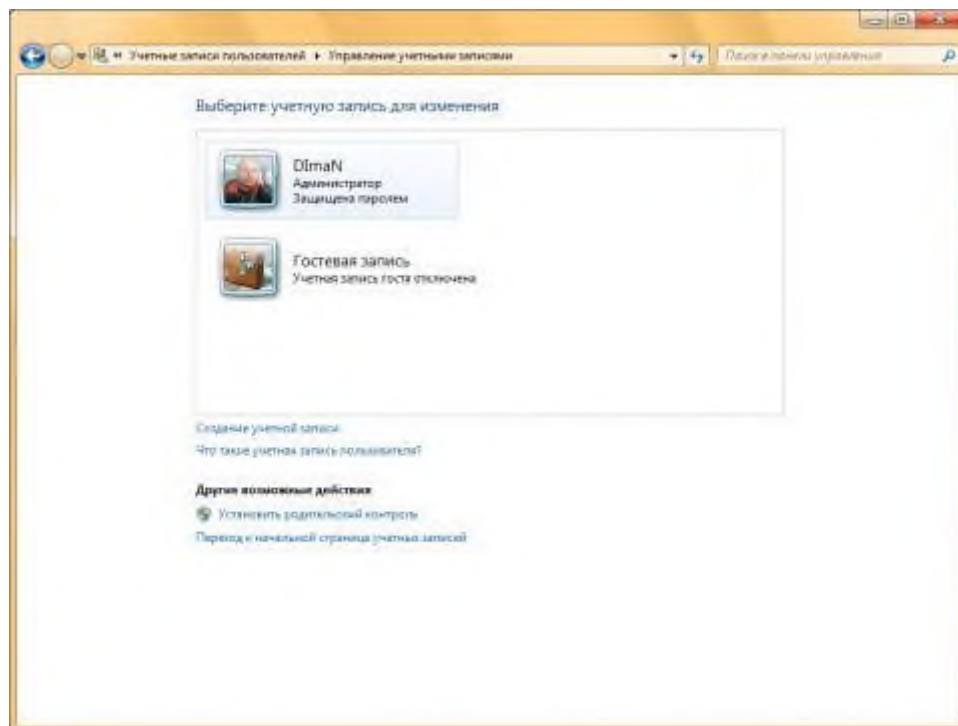 Учетные записи пользователей ▸ Управление учетными записями
Поиск в панели управления
Выберите учетную запись для изменения
DImaN
Администратор
Защищена паролем
Гостевая запись
Учетная запись гостя отключена
Создание учетной записи
Что такое учетная запись пользователя?
Другие возможные действия
Установить родительский контроль
Переход к начальной странице учетных записей